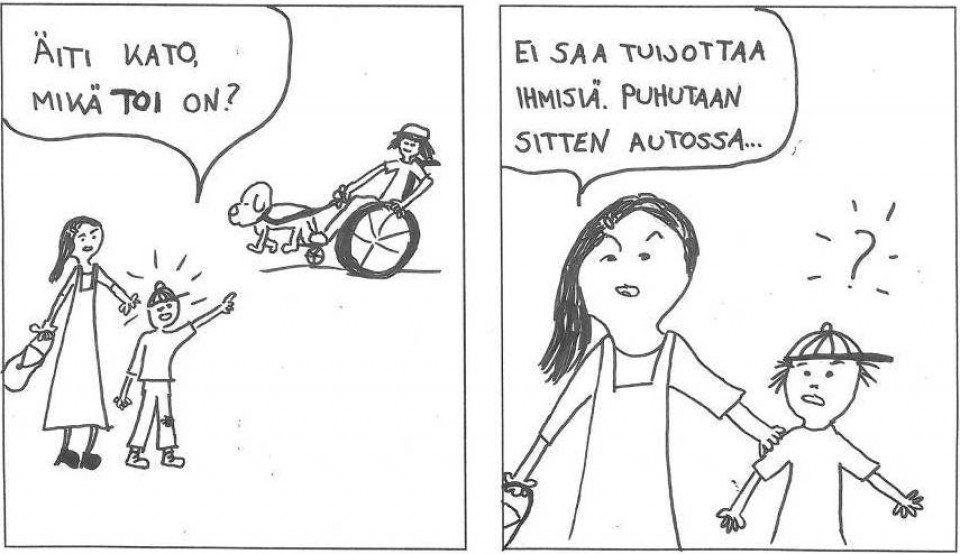 ÄITI KATO,
MIKÄ TOI ON?
EI SAA TUIJOTTAA
IHMISIÄ. PUHUTAAN
SITTEN AUTOSSA...
?